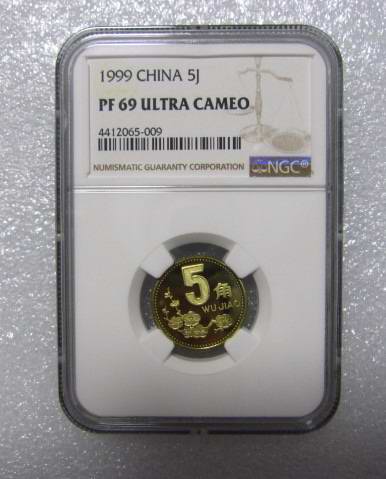 1999 CHINA 5J
PF 69 ULTRA CAMEO
4412065-009
NUMISMATIC GUARANTY CORPORATION
NGC®
5角
WU JIAO